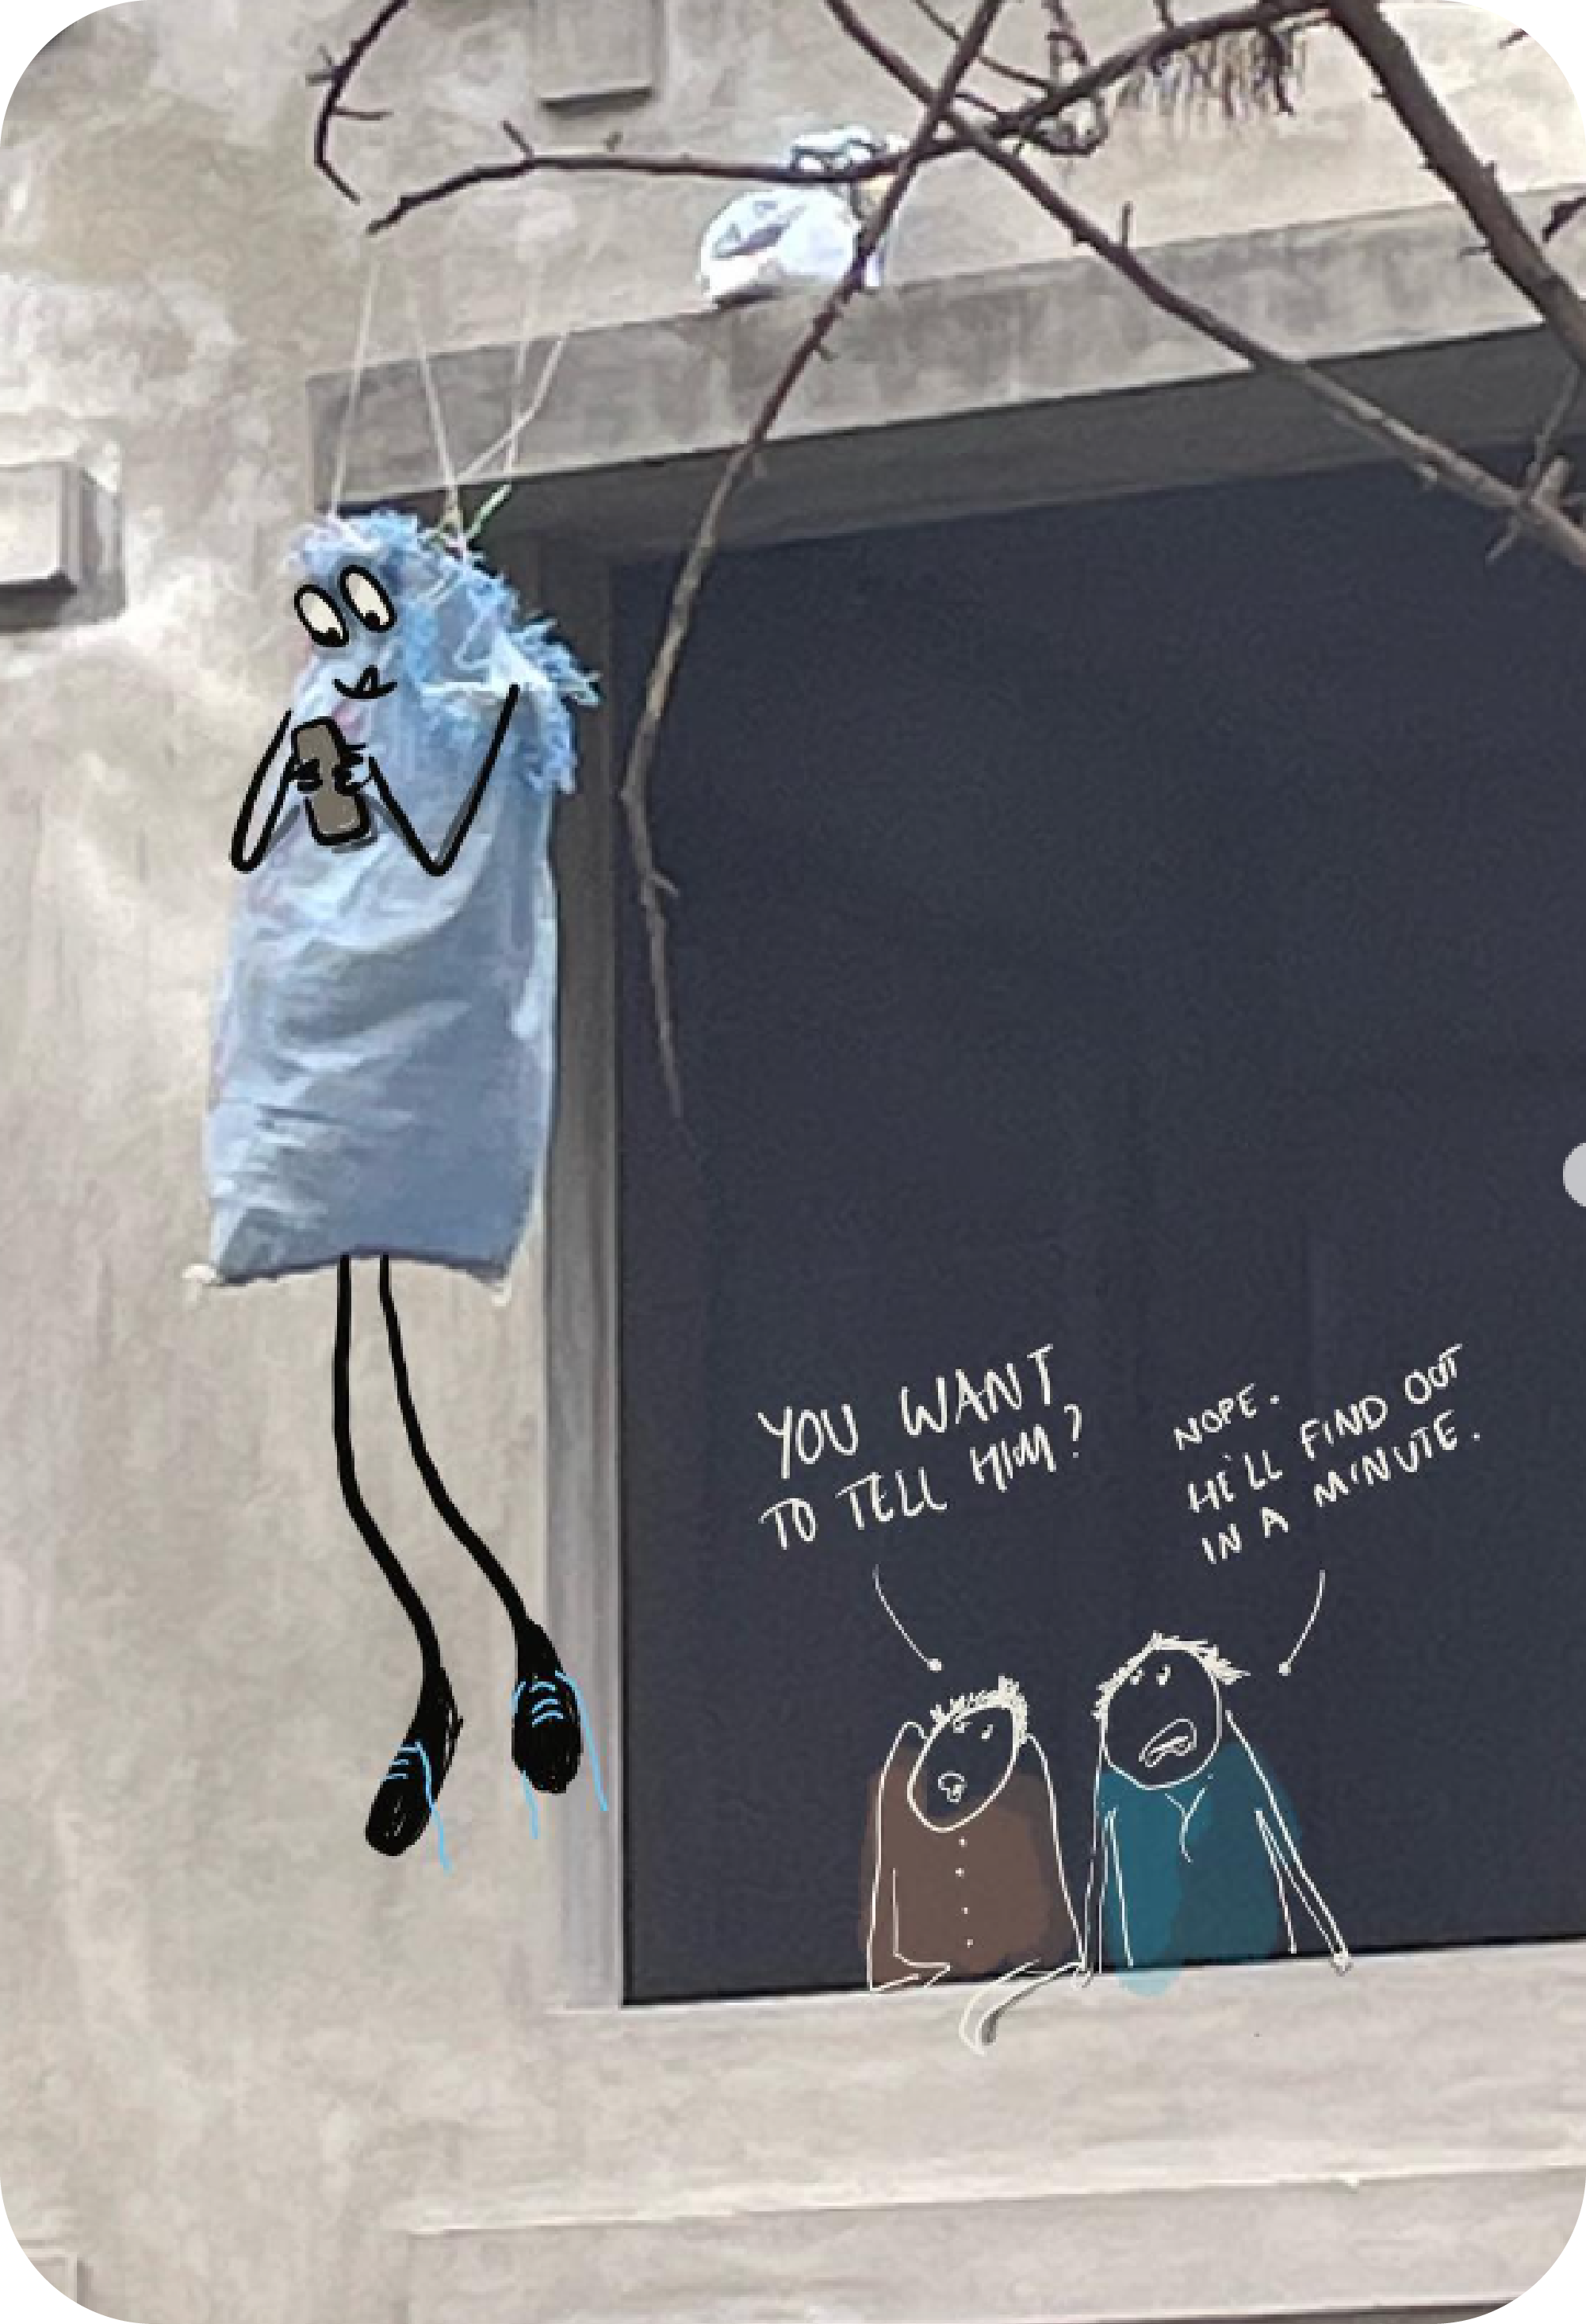 YOU WANT
TO TELL HIM?
NOPE.
HE'LL FIND OUT
IN A MINUTE.